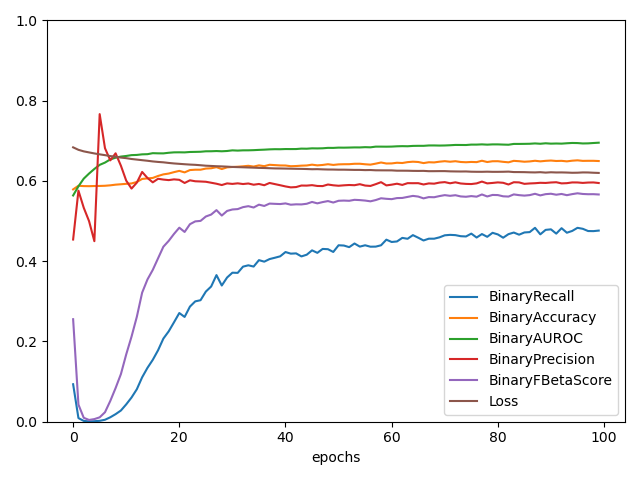 1.0
0.8
0.6
0.4
0.2
0.0
0 20 40 60 80 100
epochs
BinaryRecall
BinaryAccuracy
BinaryAUROC
BinaryPrecision
BinaryFBetaScore
Loss